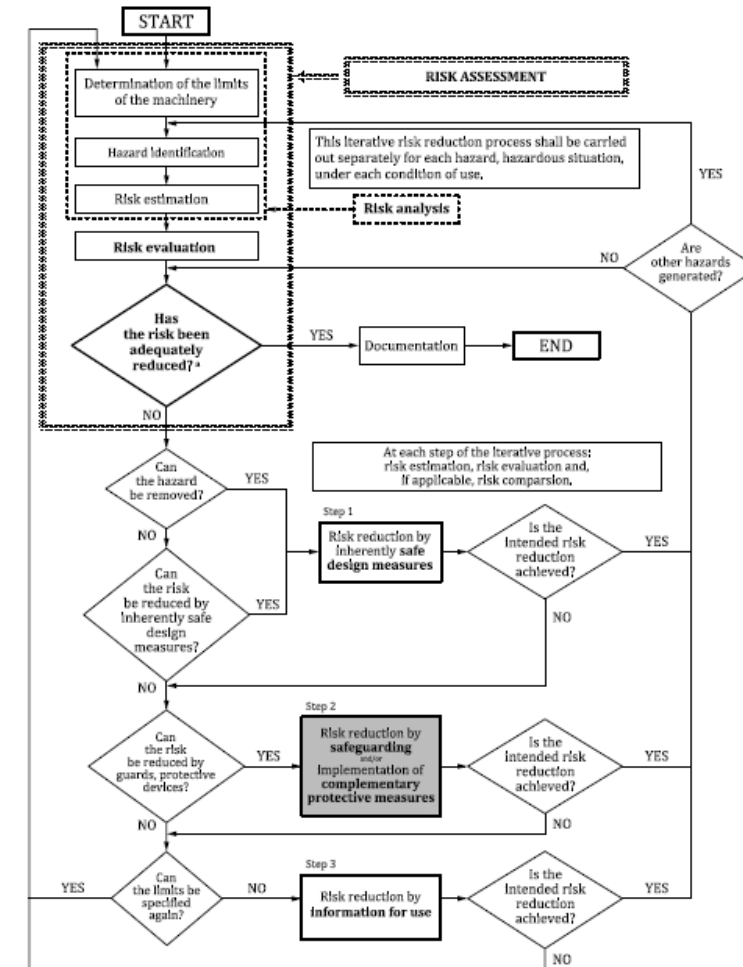 START
RISK ASSESSMENT
Determination of the limits
of the machinery
This iterative risk reduction process shall be carried
out separately for each hazard, hazardous situation,
under each condition of use.
Hazard identification
YES
Risk estimation
Risk analysis
Risk evaluation
NO
Are
other hazards
generated?
Has
the risk been
adequately
reduced? a
YES
Documentation
END
NO
At each step of the iterative process:
risk estimation, risk evaluation and,
if applicable, risk comparsion.
Can
the hazard
be removed?
YES
Step 1
Risk reduction by
inherently safe
design measures
Is the
intended risk
reduction
achieved?
YES
NO
Can
the risk
be reduced by
inherently safe
design
measures?
YES
NO
NO
Step 2
Can
the risk
be reduced by
guards, protective
devices?
YES
Risk reduction by
safeguarding
and/or
implementation of
complementary
protective measures
Is the
intended risk
reduction
achieved?
YES
NO
NO
Step 3
YES
Can
the limits be
specified
again?
NO
Risk reduction by
information for use
Is the
intended risk
reduction
achieved?
YES
NO